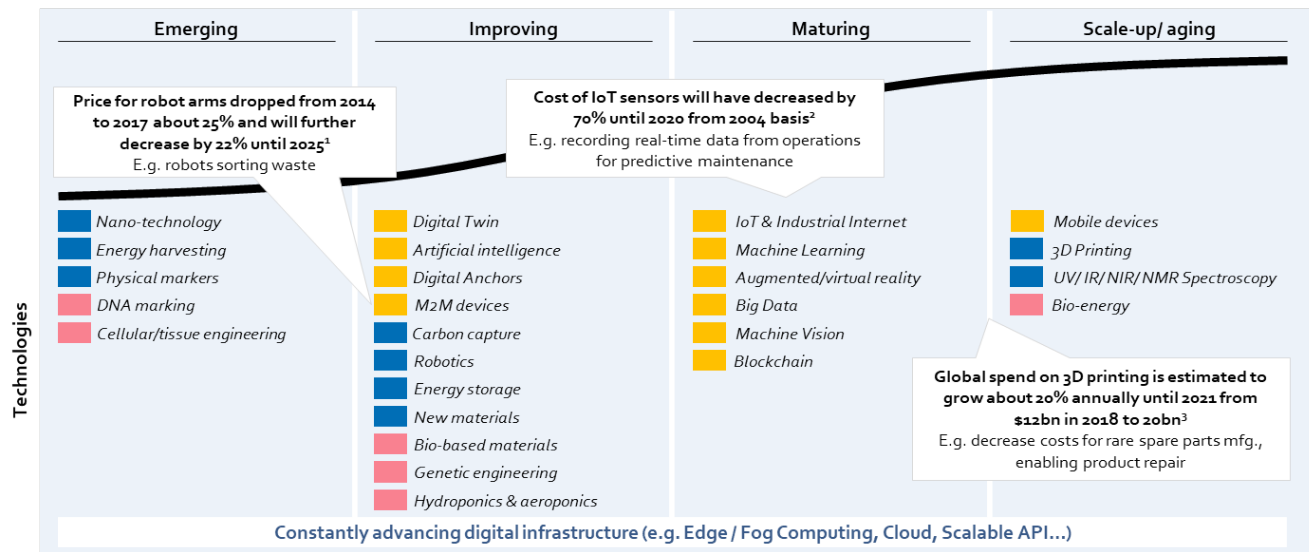 Emerging
Improving
Maturing
Scale-up/ aging
Price for robot arms dropped from 2014
to 2017 about 25% and will further
decrease by 22% until 2025¹
E.g. robots sorting waste
Cost of IoT sensors will have decreased by
70% until 2020 from 2004 basis²
E.g. recording real-time data from operations
for predictive maintenance
Technologies
Nano-technology
Energy harvesting
Physical markers
DNA marking
Cellular/tissue engineering
Digital Twin
Artificial intelligence
Digital Anchors
M2M devices
Carbon capture
Robotics
Energy storage
New materials
Bio-based materials
Genetic engineering
Hydroponics & aeroponics
IoT & Industrial Internet
Machine Learning
Augmented/virtual reality
Big Data
Machine Vision
Blockchain
Mobile devices
3D Printing
UV/ IR/ NIR/ NMR Spectroscopy
Bio-energy
Global spend on 3D printing is estimated to
grow about 20% annually until 2021 from
$12bn in 2018 to 20bn³
E.g. decrease costs for rare spare parts mfg.,
enabling product repair
Constantly advancing digital infrastructure (e.g. Edge / Fog Computing, Cloud, Scalable API...)